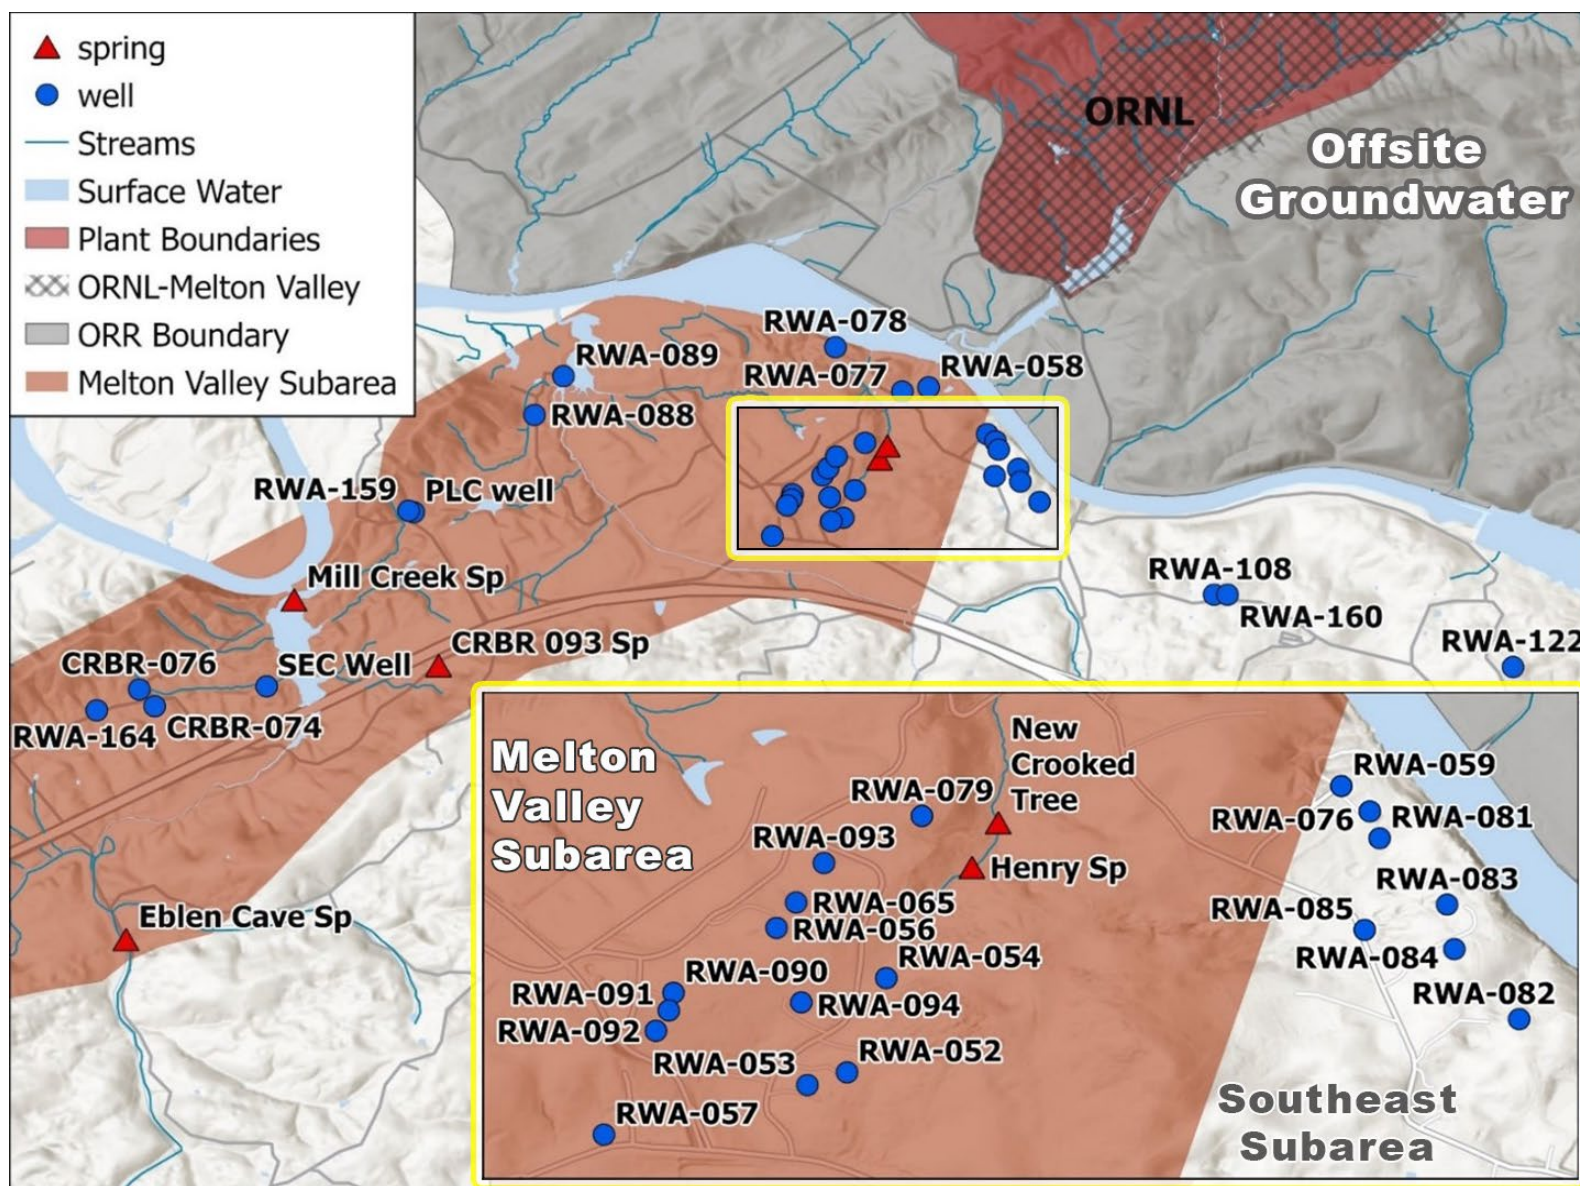 spring
well
Streams
Surface Water
Plant Boundaries
ORNL-Melton Valley
ORR Boundary
Melton Valley Subarea
ORNL
Offsite
Groundwater
RWA-078
RWA-089
RWA-077
RWA-058
RWA-088
RWA-159
PLC well
Mill Creek Sp
RWA-108
RWA-160
RWA-122
CRBR 093 Sp
CRBR-076
SEC Well
RWA-164
CRBR-074
Eblen Cave Sp
Melton
Valley
Subarea
New
Crooked
Tree
RWA-079
RWA-093
Henry Sp
RWA-065
RWA-056
RWA-054
RWA-090
RWA-091
RWA-094
RWA-092
RWA-053
RWA-052
RWA-057
RWA-059
RWA-076
RWA-081
RWA-083
RWA-085
RWA-084
RWA-082
Southeast
Subarea